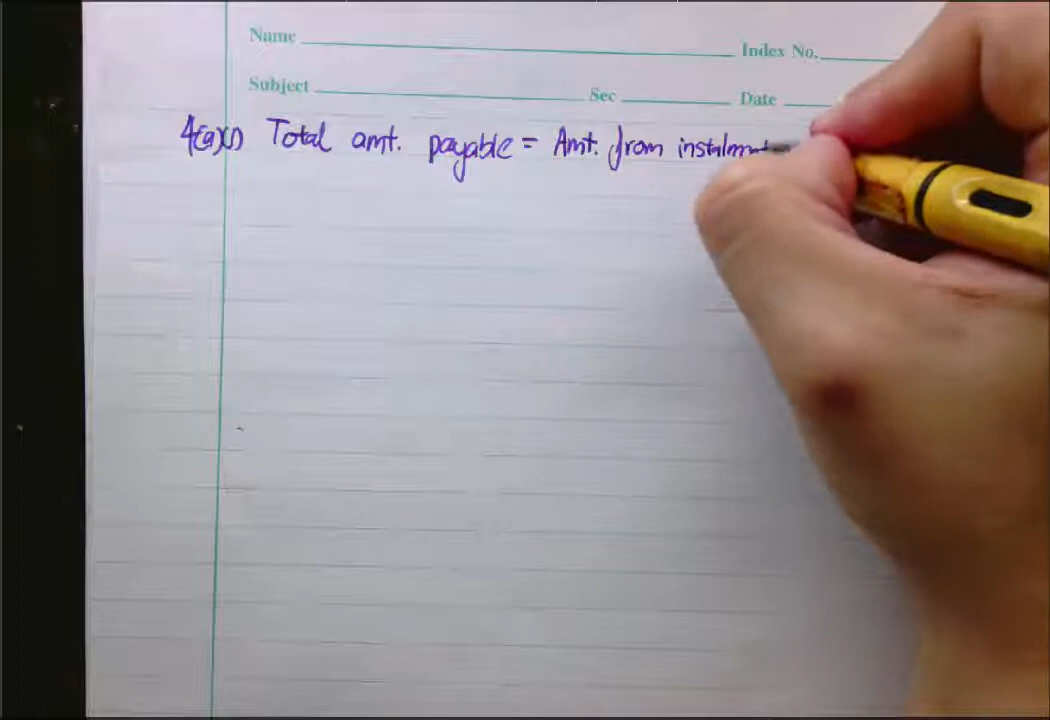 Name Index No.
Subject Sec Date
4(a)(i) Total amt. payable = Amt. from instalment